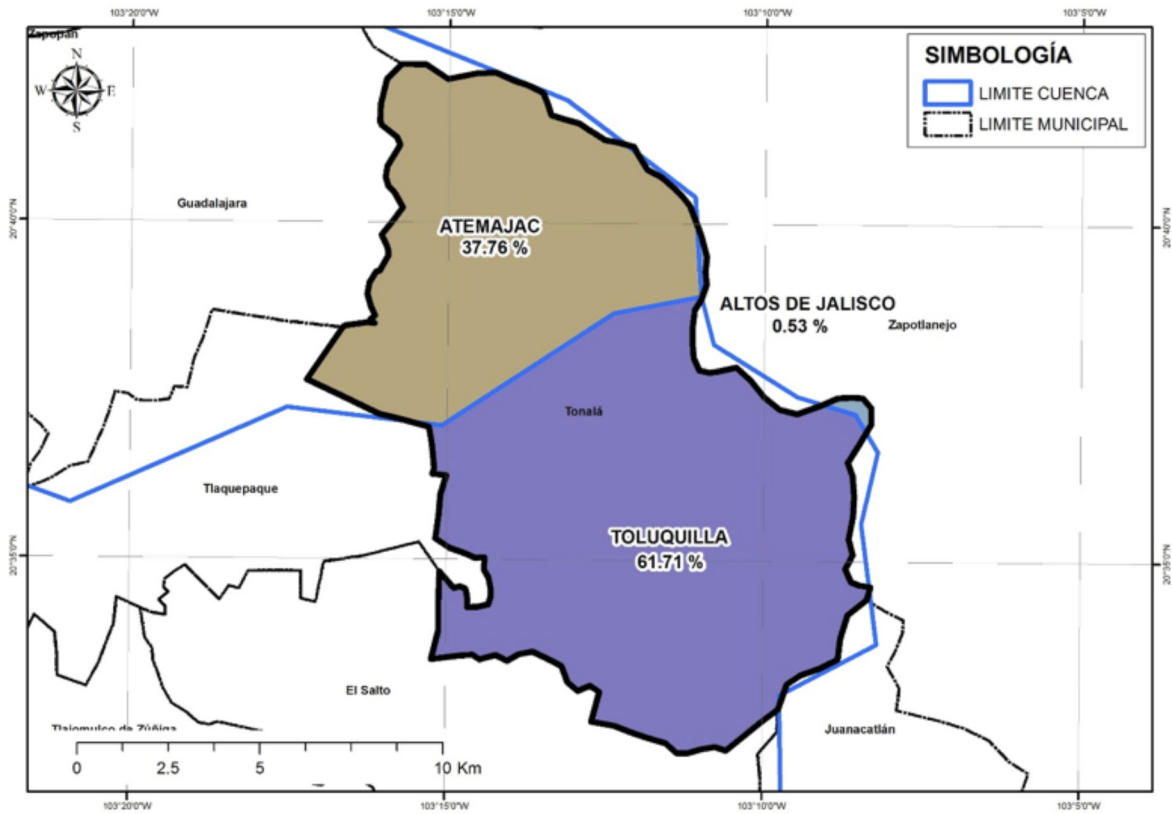 103°20'0"W
103°15'0"W
103°10'0"W
103°5'0"W
Zapopan
N
W
E
S
SIMBOLOGÍA
LIMITE CUENCA
LIMITE MUNICIPAL
20°40'0"N
Guadalajara
ATEMAJAC
37.76 %
20°40'0"N
ALTOS DE JALISCO
0.53 %
Zapotlanejo
Tonalá
Tlaquepaque
20°35'0"N
TOLUQUILLA
61.71 %
20°35'0"N
El Salto
Tlajomulco de Zúñiga
Juanacatlán
0
2.5
5
10 Km
103°20'0"W
103°15'0"W
103°10'0"W
103°5'0"W